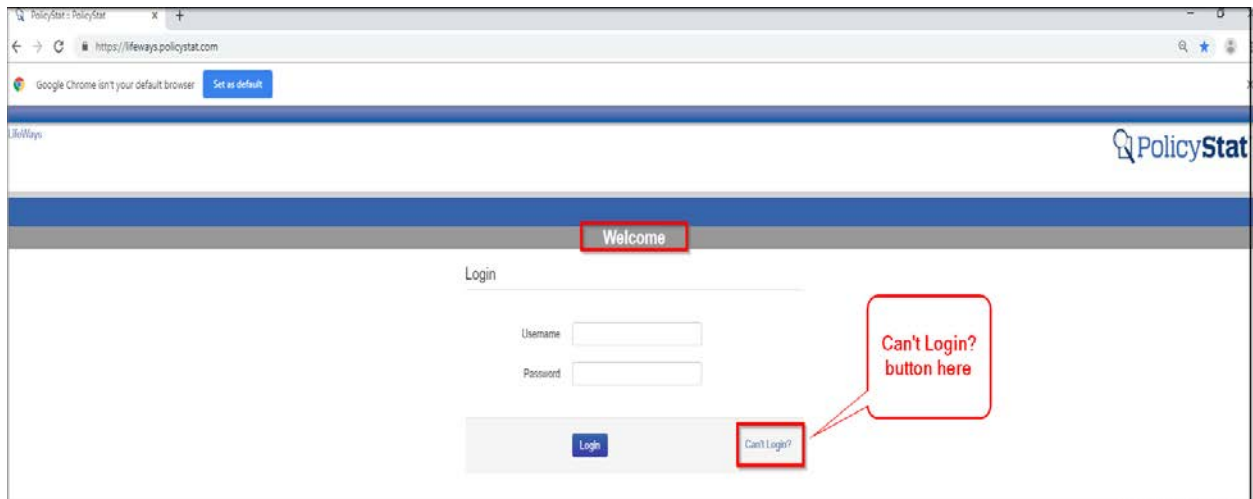 PolicyStat :: PolicyStat
https://lifeways.policystat.com
Google Chrome isn't your default browser Set as default
LifeWays
PolicyStat
Welcome
Login
Username
Password
Can't Login?
button here
Login
Can't Login?